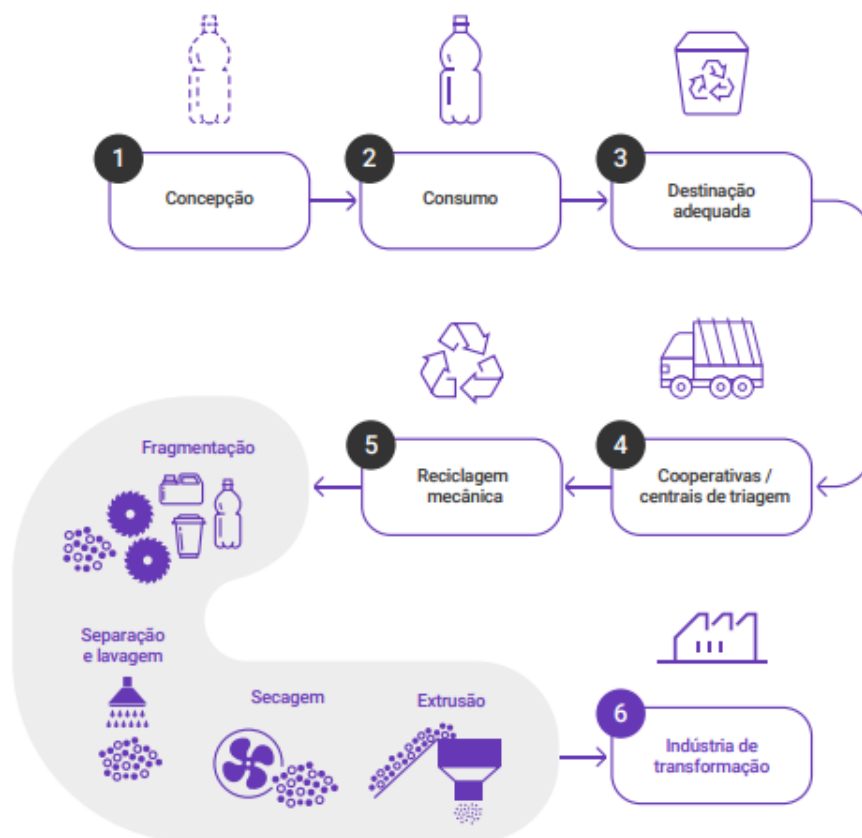 1
Concepção
2
Consumo
3
Destinação
adequada
4
Cooperativas /
centrais de triagem
5
Reciclagem
mecânica
Fragmentação
Separação
e lavagem
Secagem
Extrusão
6
Indústria de
transformação